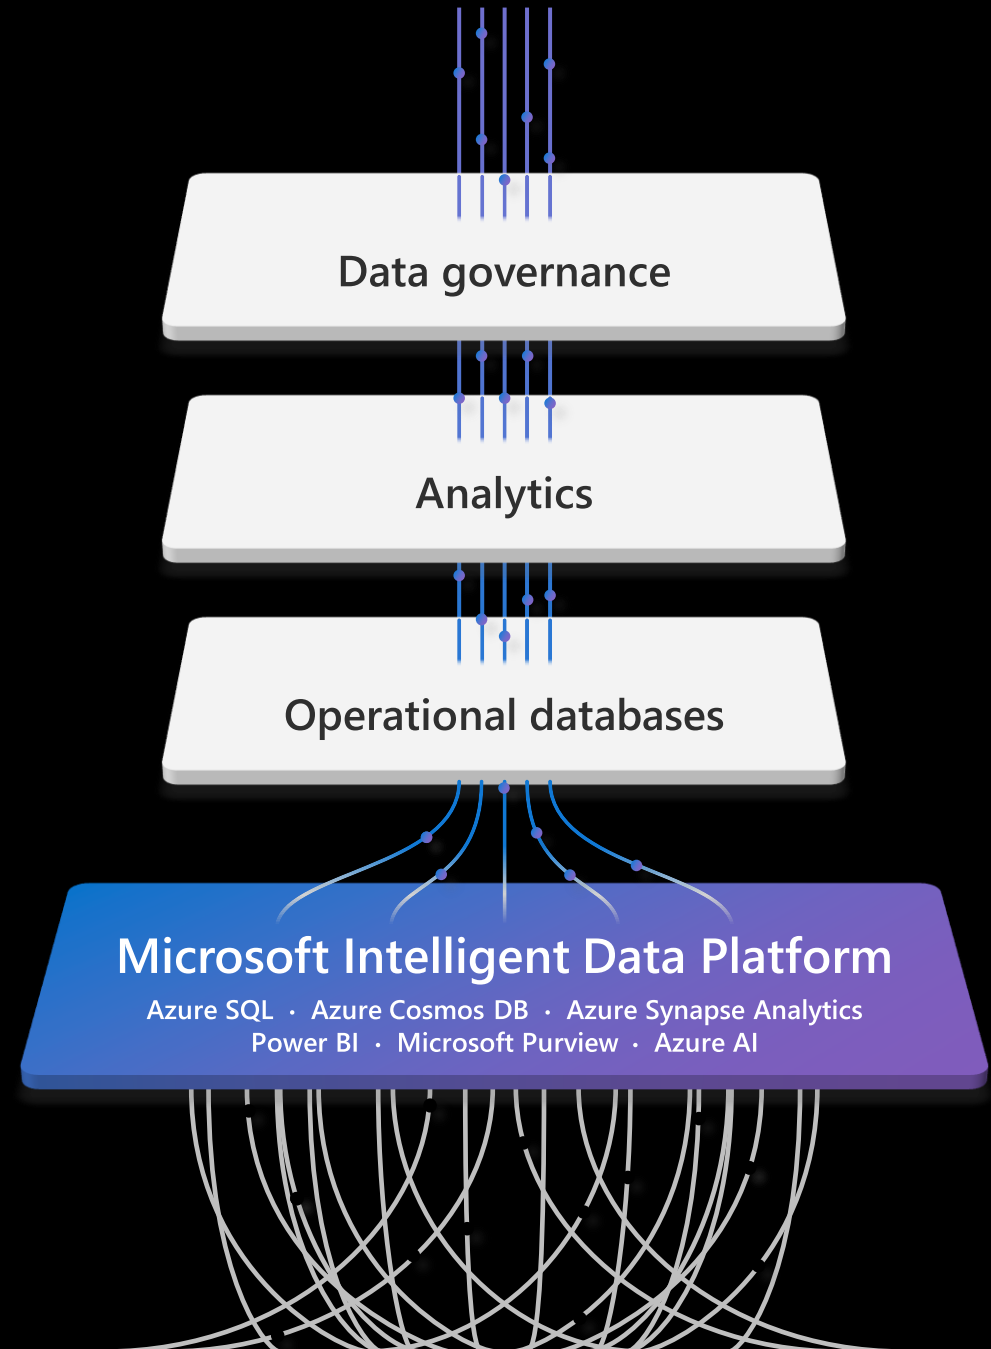 Data governance
Analytics
Operational databases
Microsoft Intelligent Data Platform
Azure SQL · Azure Cosmos DB · Azure Synapse Analytics
Power BI · Microsoft Purview · Azure AI